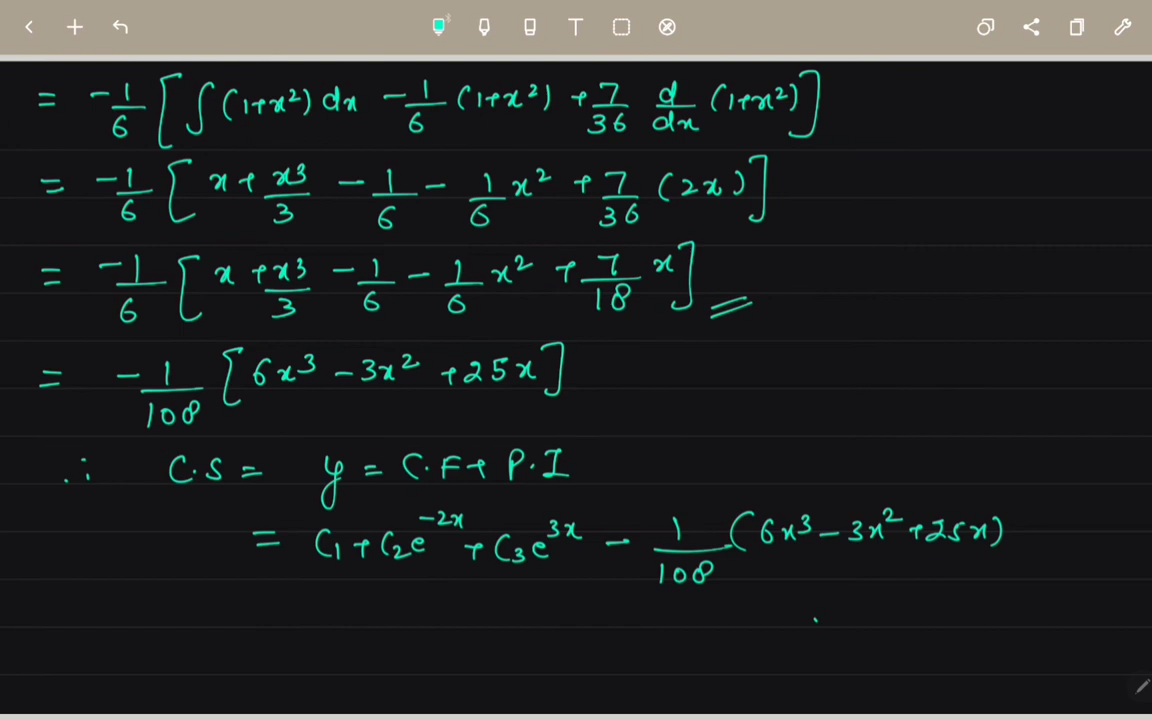 = -1/6 [ ∫ (1+x²) dx - 1/6 (1+x²) + 7/36 d/dx (1+x²) ]
= -1/6 [ x + x³/3 - 1/6 - 1/6 x² + 7/36 (2x) ]
= -1/6 [ x + x³/3 - 1/6 - 1/6 x² + 7/18 x ]
= -1/108 [ 6x³ - 3x² + 25x ]
∴ C.S = y = C.F + P.I
= C₁ + C₂e^{-2x} + C₃e^{3x} - 1/108 (6x³ - 3x² + 25x)